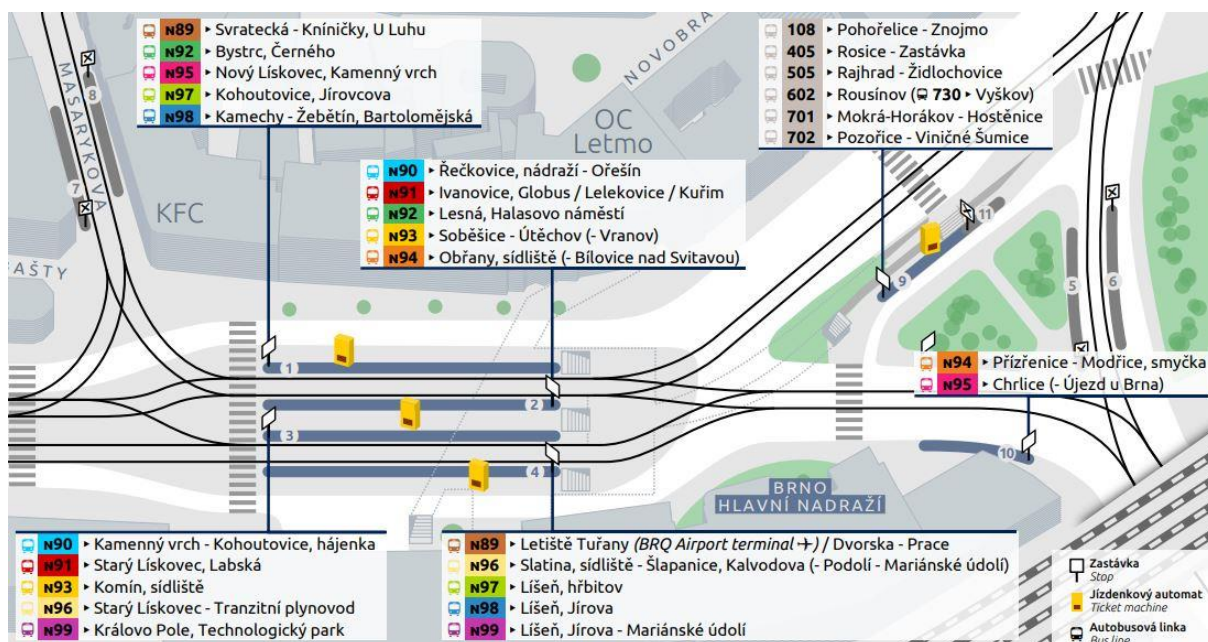 N89 ▸ Svratecká - Kníničky, U Luhu
N92 ▸ Bystrc, Černého
N95 ▸ Nový Lískovec, Kamenný vrch
N97 ▸ Kohoutovice, Jírovcova
N98 ▸ Kamechy - Žebětín, Bartolomějská
108 ▸ Pohořelice - Znojmo
405 ▸ Rosice - Zastávka
505 ▸ Rajhrad - Židlochovice
602 ▸ Rousínov (730 ▸ Vyškov)
701 ▸ Mokrá-Horákov - Hostěnice
702 ▸ Pozořice - Viničné Šumice
MASARYKOVA
8
7
NOVOBRA
OC
Letmo
KFC
AŠTY
N90 ▸ Řečkovice, nádraží - Ořešín
N91 ▸ Ivanovice, Globus / Lelekovice / Kuřim
N92 ▸ Lesná, Halasovo náměstí
N93 ▸ Soběšice - Útěchov (- Vranov)
N94 ▸ Obřany, sídliště (- Bílovice nad Svitavou)
11
9
5
6
N94 ▸ Přízřenice - Modřice, smyčka
N95 ▸ Chrlice (- Újezd u Brna)
1
2
3
4
10
BRNO
HLAVNÍ NADRAŽÍ
N90 ▸ Kamenný vrch - Kohoutovice, hájenka
N91 ▸ Starý Lískovec, Labská
N93 ▸ Komín, sídliště
N96 ▸ Starý Lískovec - Tranzitní plynovod
N99 ▸ Královo Pole, Technologický park
N89 ▸ Letiště Tuřany (BRQ Airport terminal ✈) / Dvorska - Prace
N96 ▸ Slatina, sídliště - Šlapanice, Kalvodova (- Podolí - Mariánské údolí)
N97 ▸ Líšeň, hřbitov
N98 ▸ Líšeň, Jírova
N99 ▸ Líšeň, Jírova - Mariánské údolí
Zastávka
Stop
Jízdenkový automat
Ticket machine
Autobusová linka
Bus line